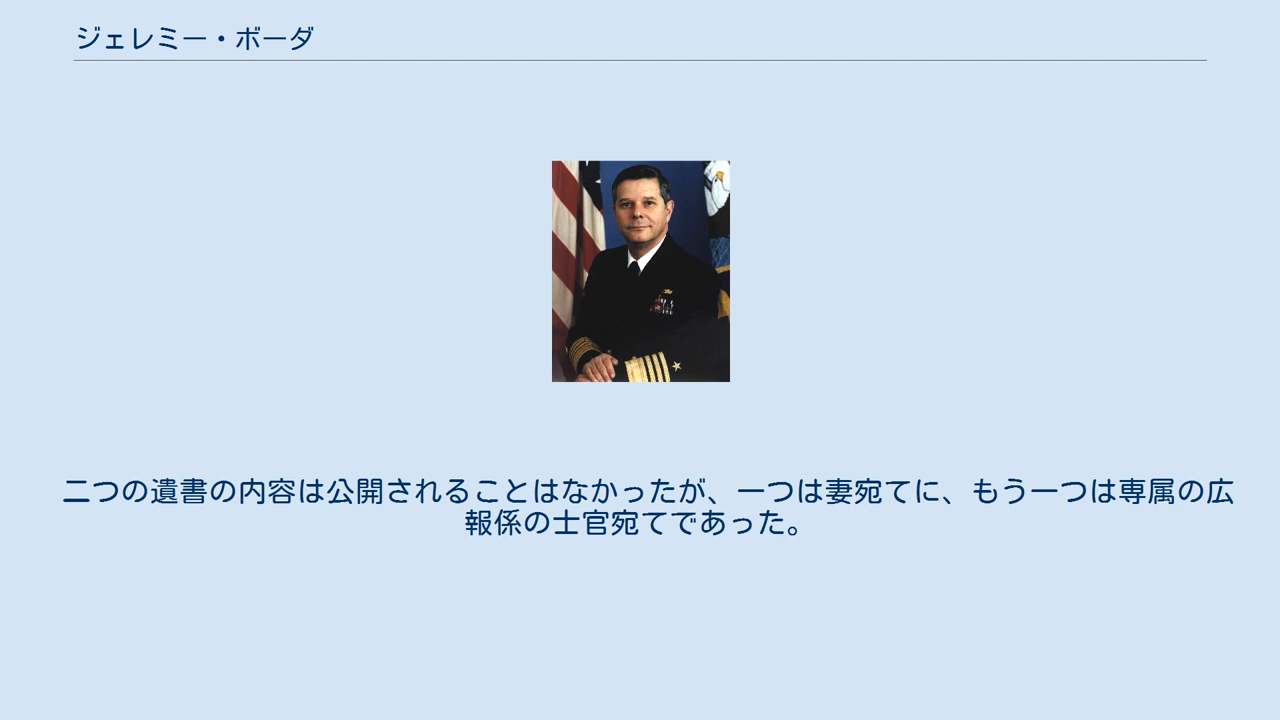 ジェレミー・ボーダ
二つの遺書の内容は公開されることはなかったが、一つは妻宛てに、もう一つは専属の広
報係の士官宛てであった。